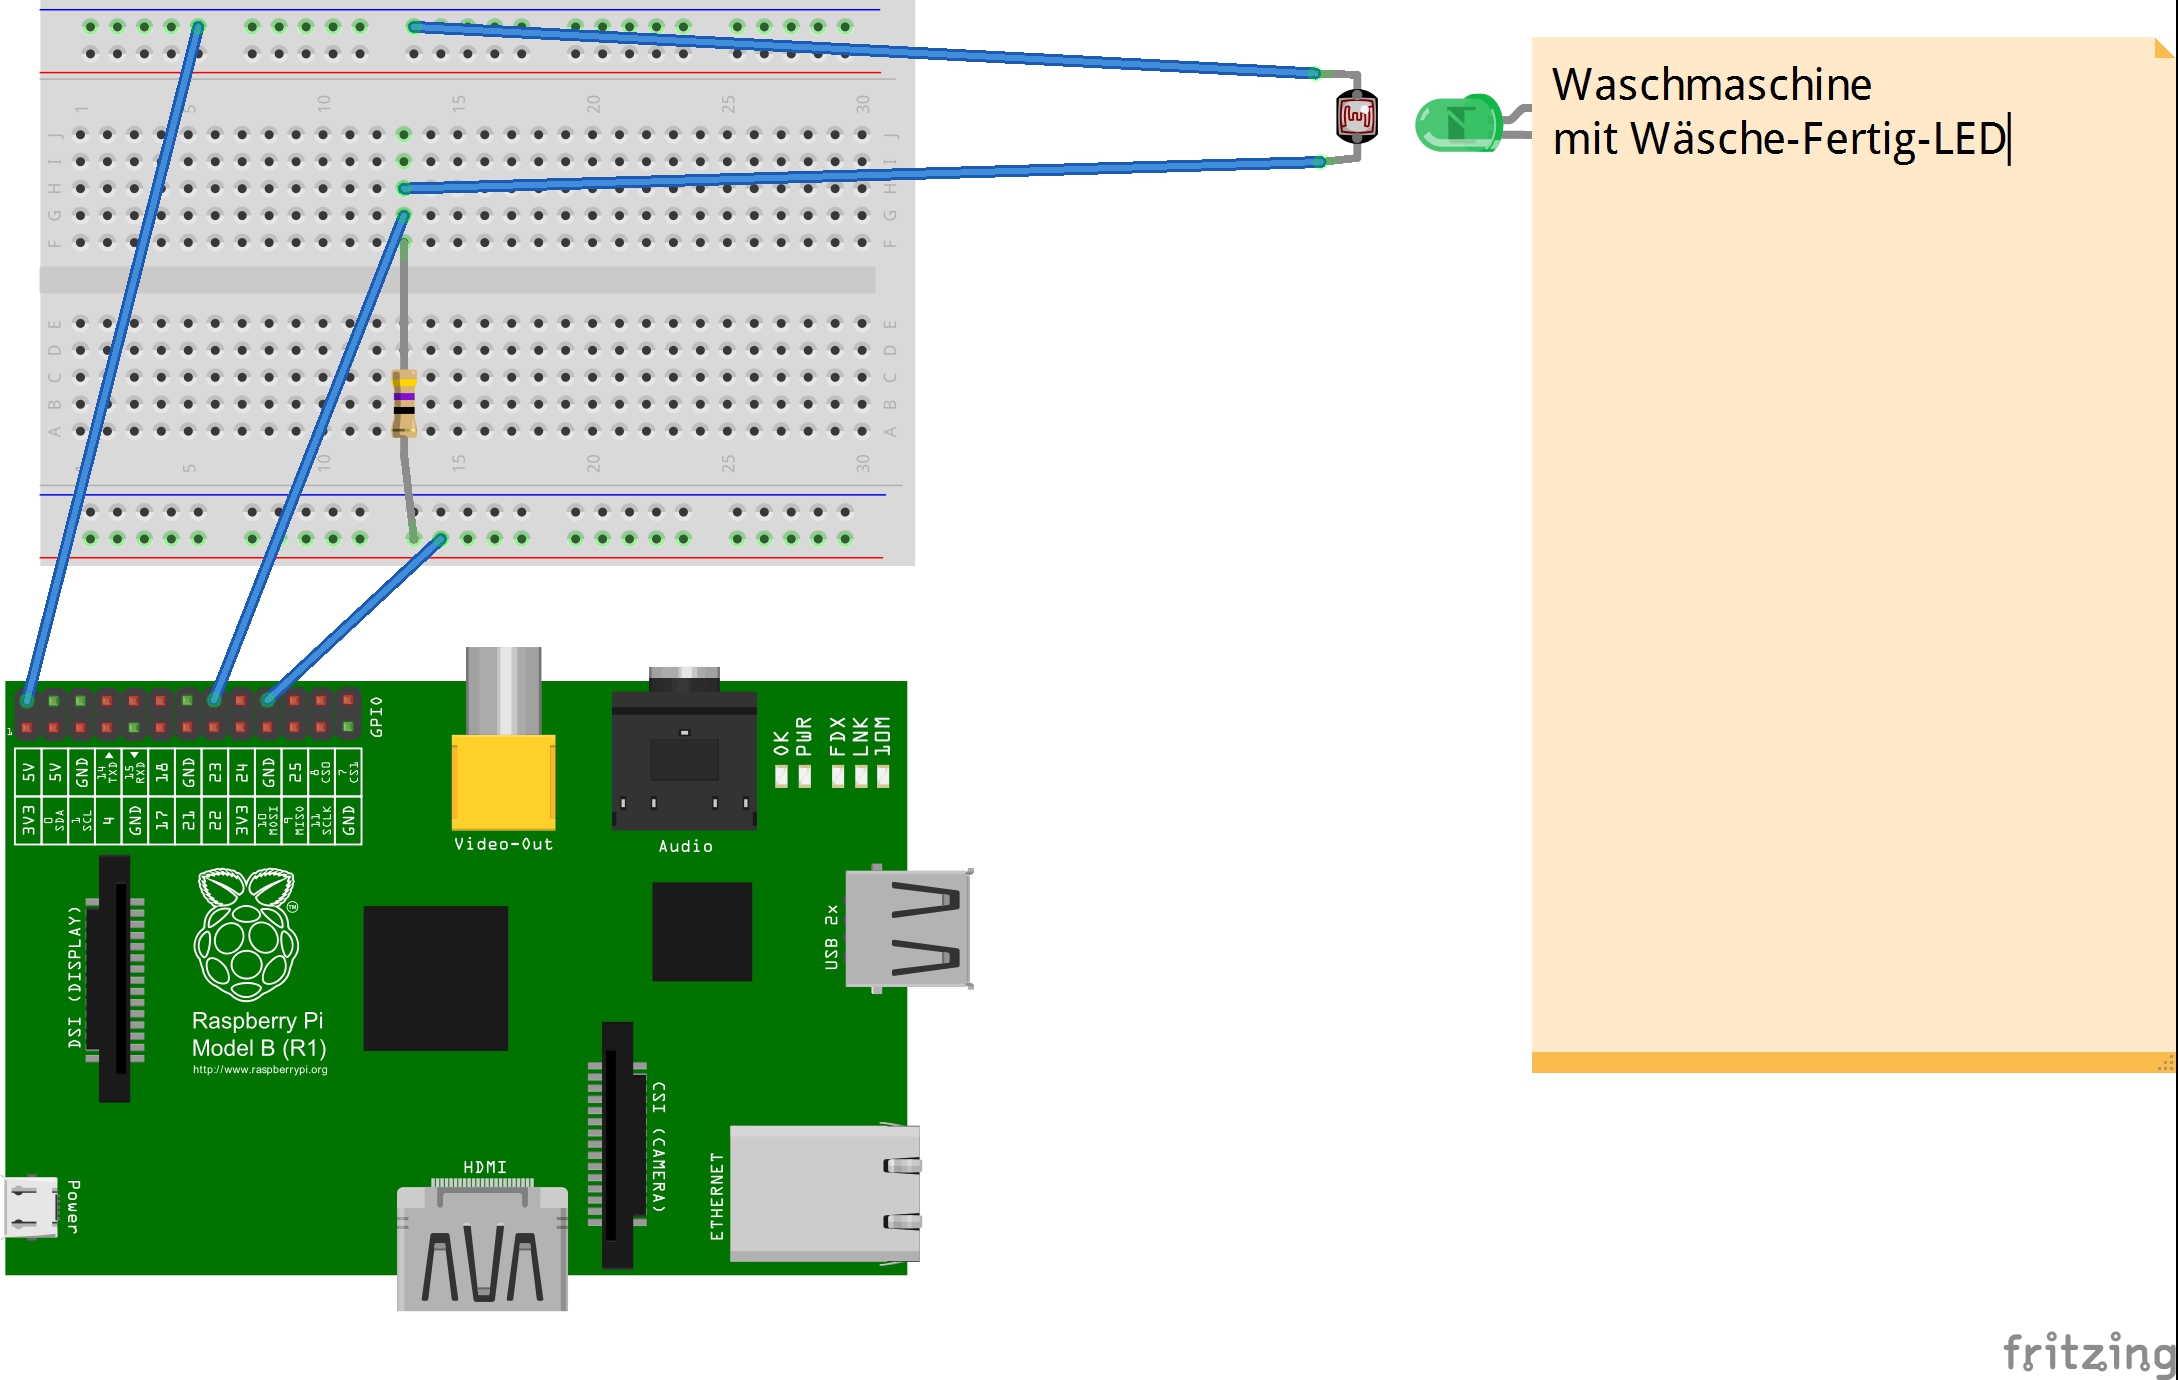 Waschmaschine
mit Wäsche-Fertig-LED
1 5 10 15 20 25 30
J J
I I
H H
G G
F F
E E
D D
C C
B B
A A
1 5 10 15 20 25 30
1
GPIO
5V 5V GND 14 TXD 15 RXD 18 GND 23 24 GND 25 8 CS0 7 CS1
3V3 0 SDA 1 SCL 4 GND 17 21 22 3V3 10 MOSI 9 MISO 11 SCLK GND
OK PWR FDX LNK 10M
Video-Out
Audio
DSI (DISPLAY)
TM
Raspberry Pi
Model B (R1)
http://www.raspberrypi.org
USB 2x
CSI (CAMERA)
ETHERNET
HDMI
Power
fritzing